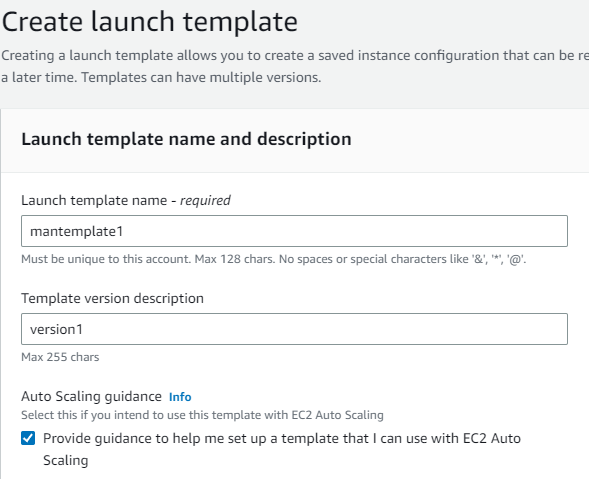 Create launch template
Creating a launch template allows you to create a saved instance configuration that can be re
a later time. Templates can have multiple versions.
Launch template name and description
Launch template name - required
mantemplate1
Must be unique to this account. Max 128 chars. No spaces or special characters like '&', '*', '@'.
Template version description
version1
Max 255 chars
Auto Scaling guidance Info
Select this if you intend to use this template with EC2 Auto Scaling
Provide guidance to help me set up a template that I can use with EC2 Auto
Scaling